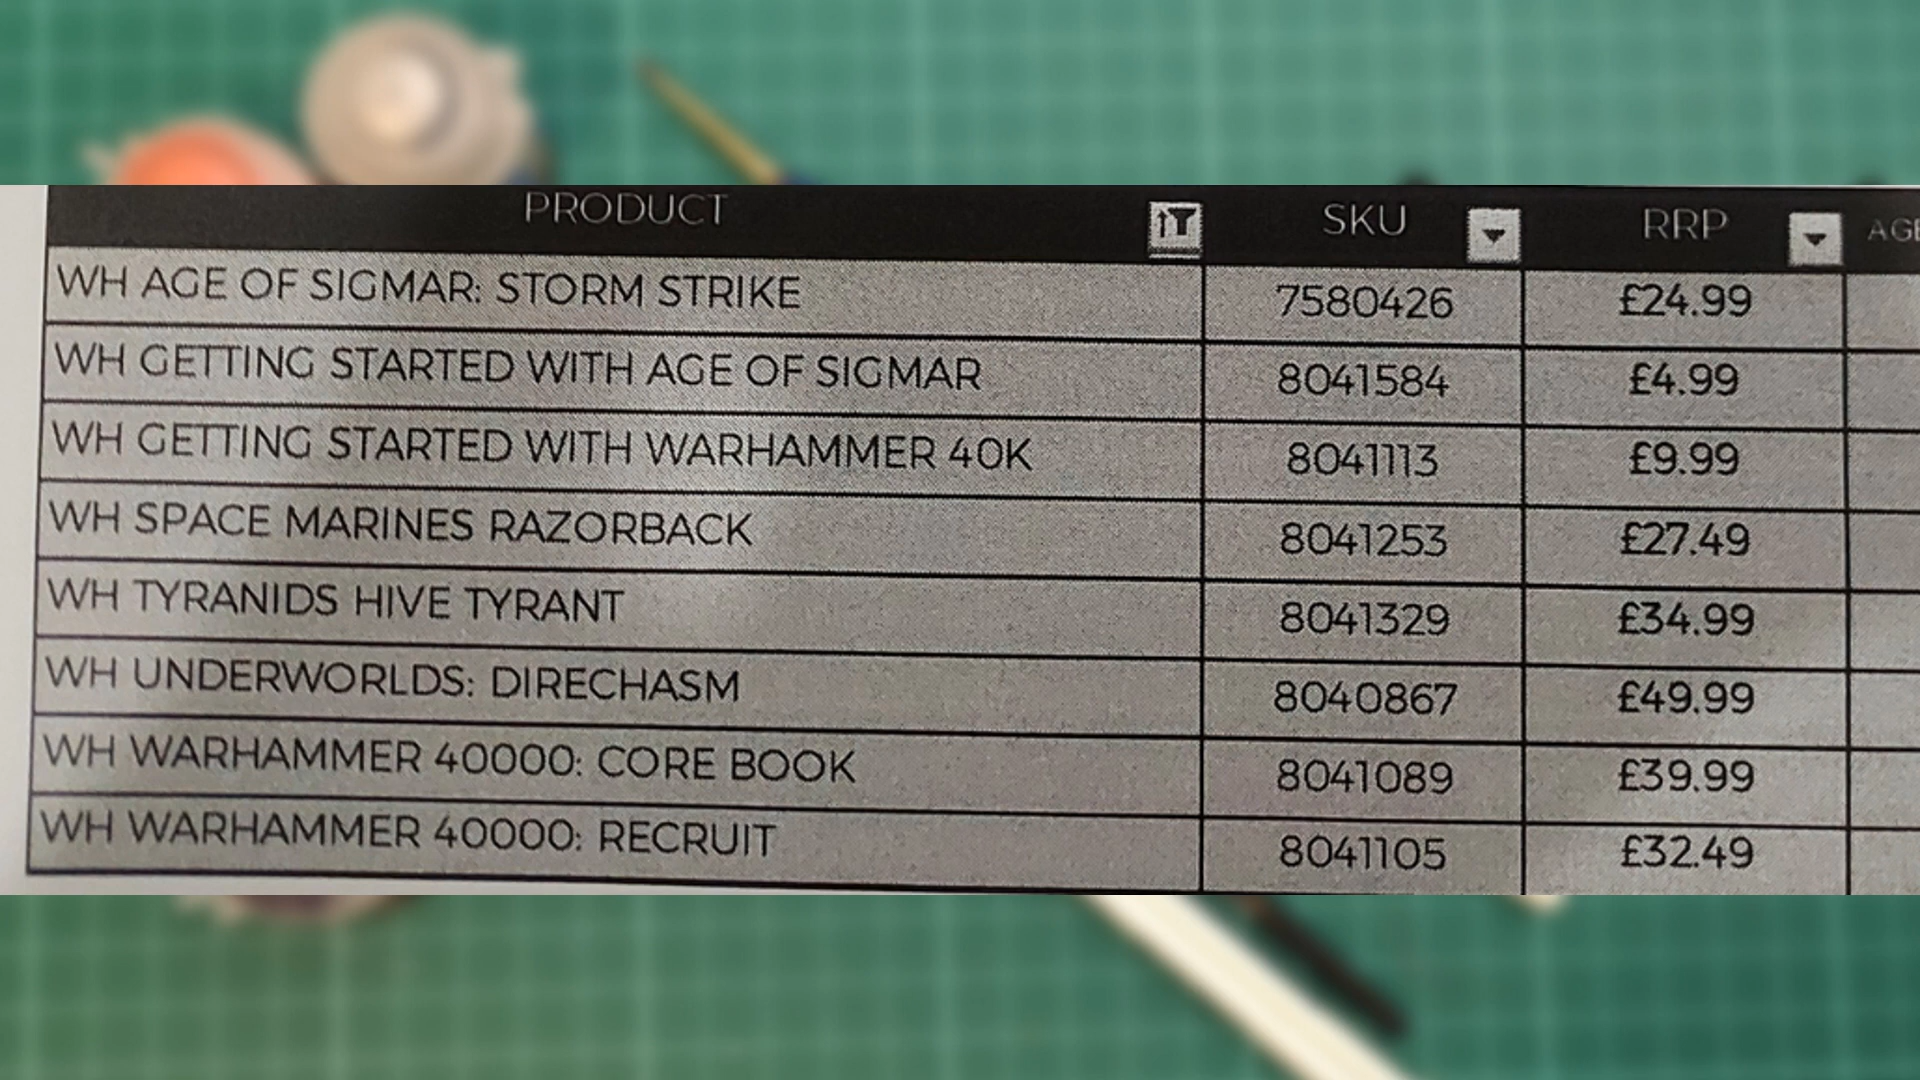 PRODUCT SKU RRP AGE
WH AGE OF SIGMAR: STORM STRIKE 7580426 £24.99
WH GETTING STARTED WITH AGE OF SIGMAR 8041584 £4.99
WH GETTING STARTED WITH WARHAMMER 40K 8041113 £9.99
WH SPACE MARINES RAZORBACK 8041253 £27.49
WH TYRANIDS HIVE TYRANT 8041329 £34.99
WH UNDERWORLDS: DIRECHASM 8040867 £49.99
WH WARHAMMER 40000: CORE BOOK 8041089 £39.99
WH WARHAMMER 40000: RECRUIT 8041105 £32.49